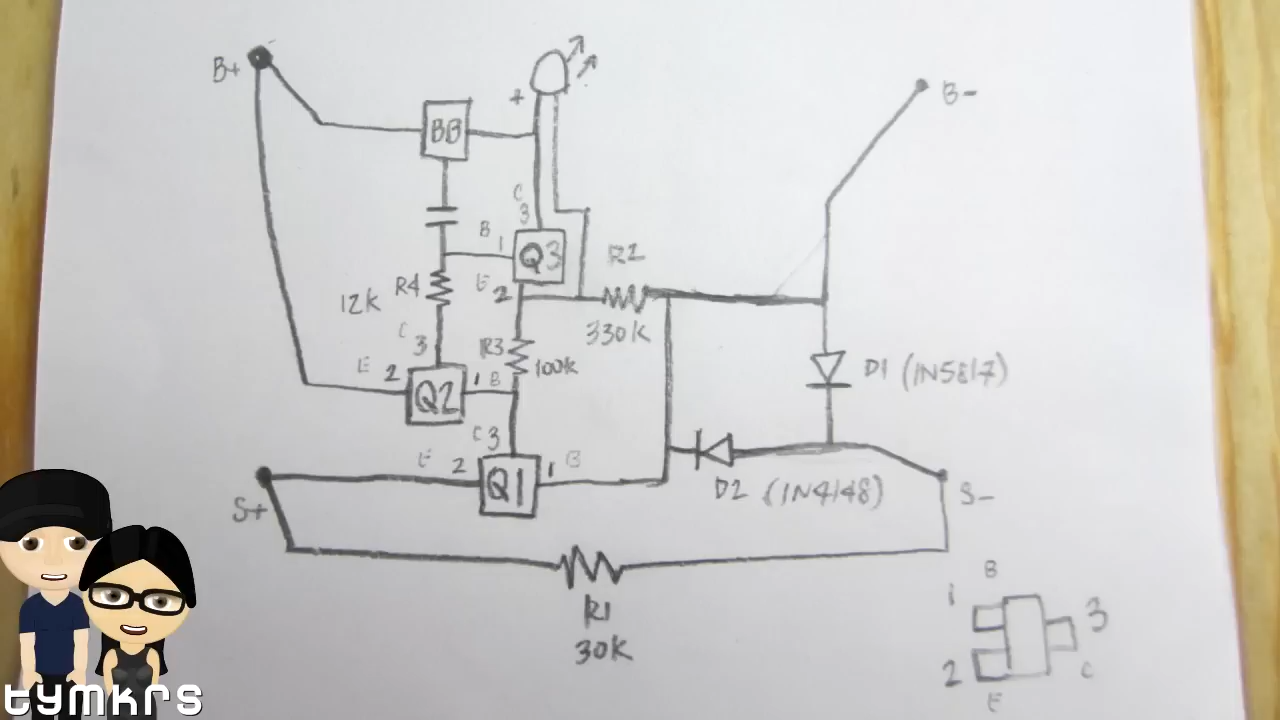 B+
B-
BB
+
C
3
B
1
Q3
R2
E
2
R4
12K
330K
C
3
R3
100K
D1 (1N5817)
E
2
1
B
Q2
C
3
E
2
1
B
Q1
D2 (1N4148)
S+
S-
B
1
3
R1
30K
2
C
E
tymkrs